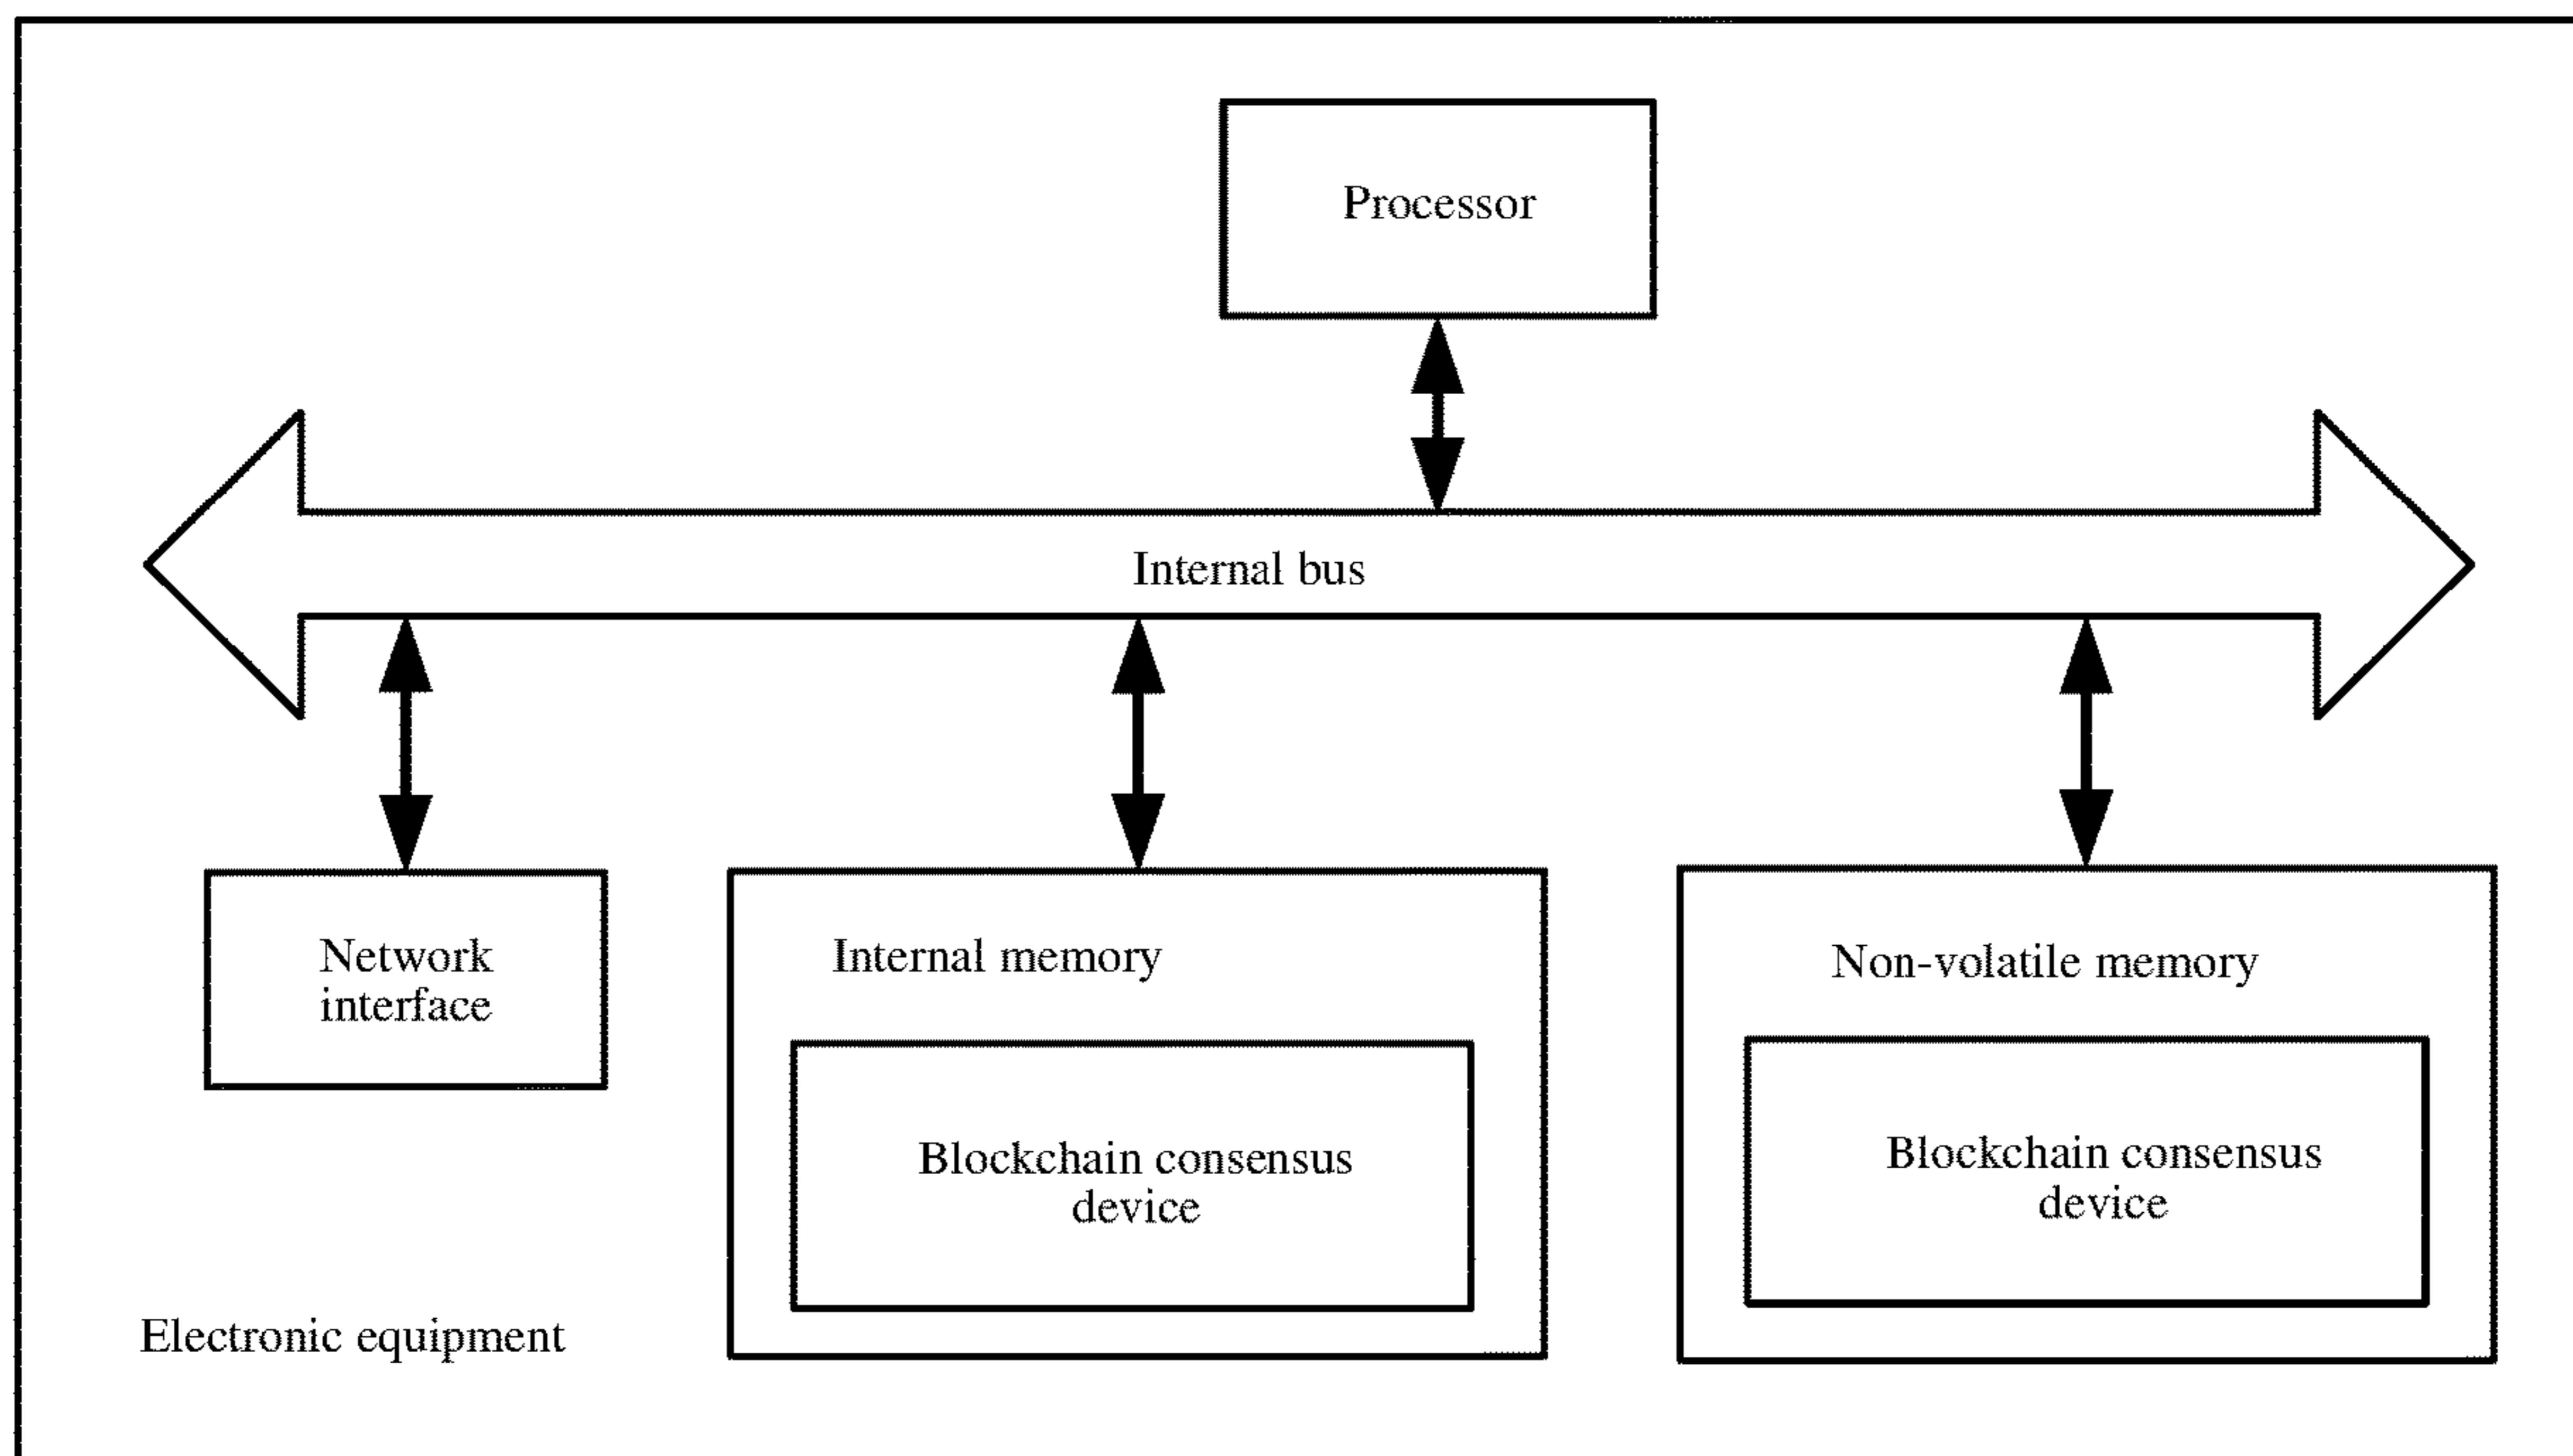 Processor
Internal bus
Network
interface
Internal memory
Blockchain consensus
device
Non-volatile memory
Blockchain consensus
device
Electronic equipment